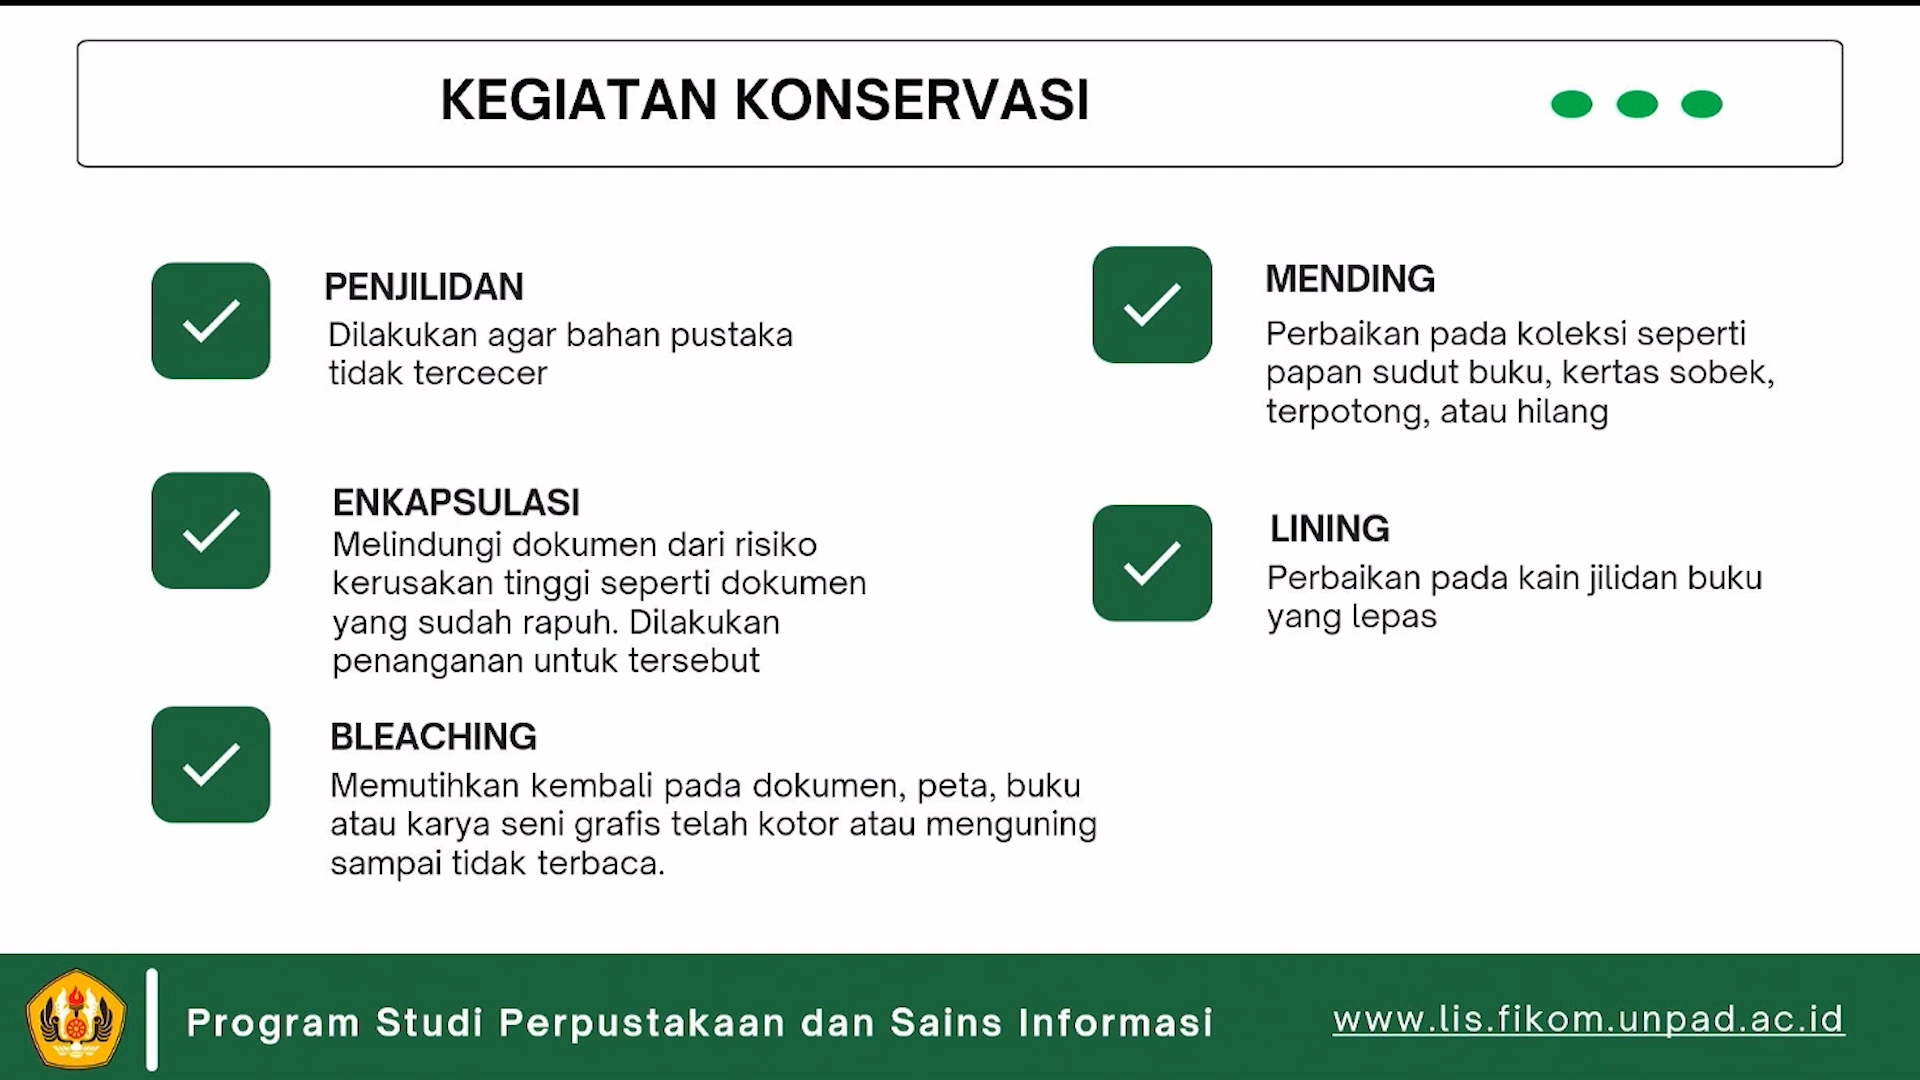 KEGIATAN KONSERVASI
PENJILIDAN
Dilakukan agar bahan pustaka
tidak tercecer
ENKAPSULASI
Melindungi dokumen dari risiko
kerusakan tinggi seperti dokumen
yang sudah rapuh. Dilakukan
penanganan untuk tersebut
BLEACHING
Memutihkan kembali pada dokumen, peta, buku
atau karya seni grafis telah kotor atau menguning
sampai tidak terbaca.
MENDING
Perbaikan pada koleksi seperti
papan sudut buku, kertas sobek,
terpotong, atau hilang
LINING
Perbaikan pada kain jilidan buku
yang lepas
Program Studi Perpustakaan dan Sains Informasi
www.lis.fikom.unpad.ac.id